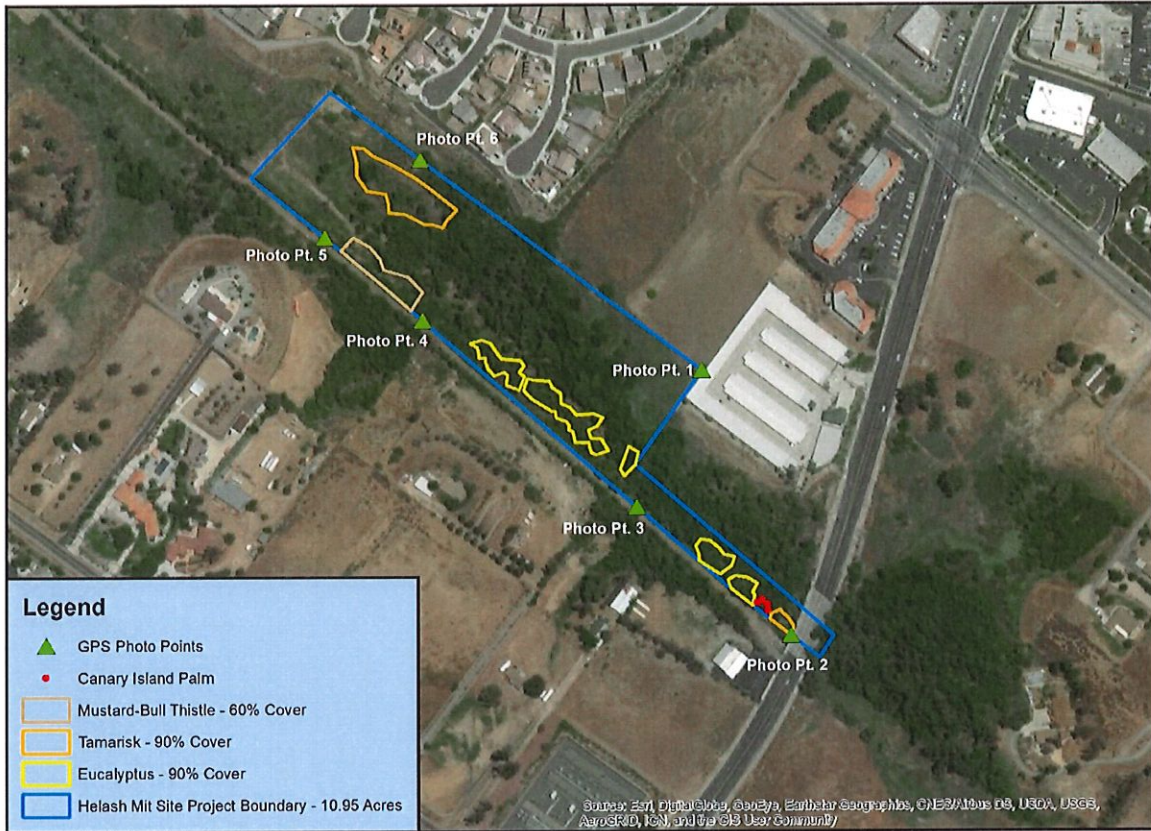 Photo Pt. 6
Photo Pt. 5
Photo Pt. 4
Photo Pt. 1
Photo Pt. 3
Photo Pt. 2
Legend
GPS Photo Points
Canary Island Palm
Mustard-Bull Thistle - 60% Cover
Tamarisk - 90% Cover
Eucalyptus - 90% Cover
Helash Mit Site Project Boundary - 10.95 Acres
Source: Esri, DigitalGlobe, GeoEye, Earthstar Geographics, CNES/Airbus DS, USDA, USGS,
AeroGRID, IGN, and the GIS User Community